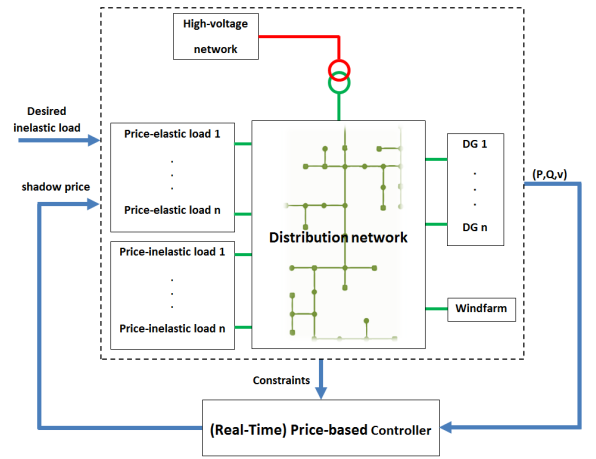 High-voltage
network
Desired
inelastic load
shadow price
Price-elastic load 1
.
.
.
Price-elastic load n
Price-inelastic load 1
.
.
.
Price-inelastic load n
Distribution network
DG 1
.
.
.
DG n
Windfarm
(P,Q,v)
Constraints
(Real-Time) Price-based Controller